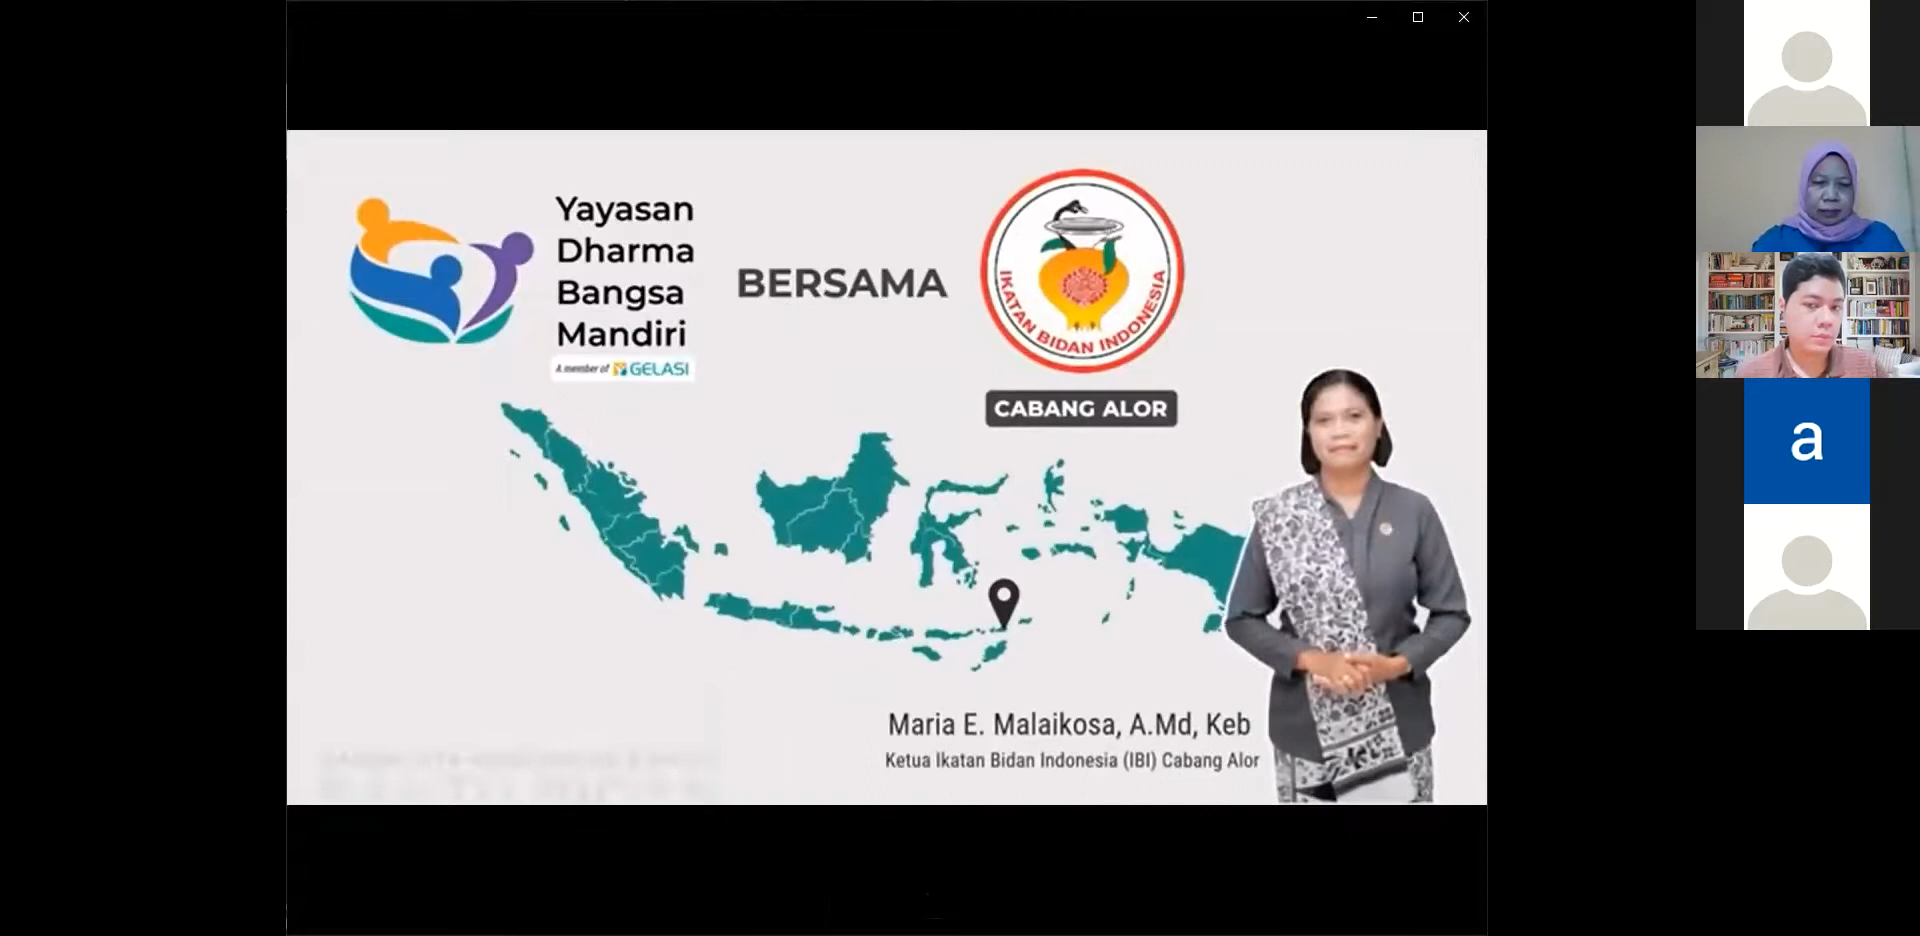 Yayasan
Dharma
Bangsa
Mandiri
A member of GELASI
BERSAMA
IKATAN BIDAN INDONESIA
CABANG ALOR
Maria E. Malaikosa, A.Md, Keb
Ketua Ikatan Bidan Indonesia (IBI) Cabang Alor
a